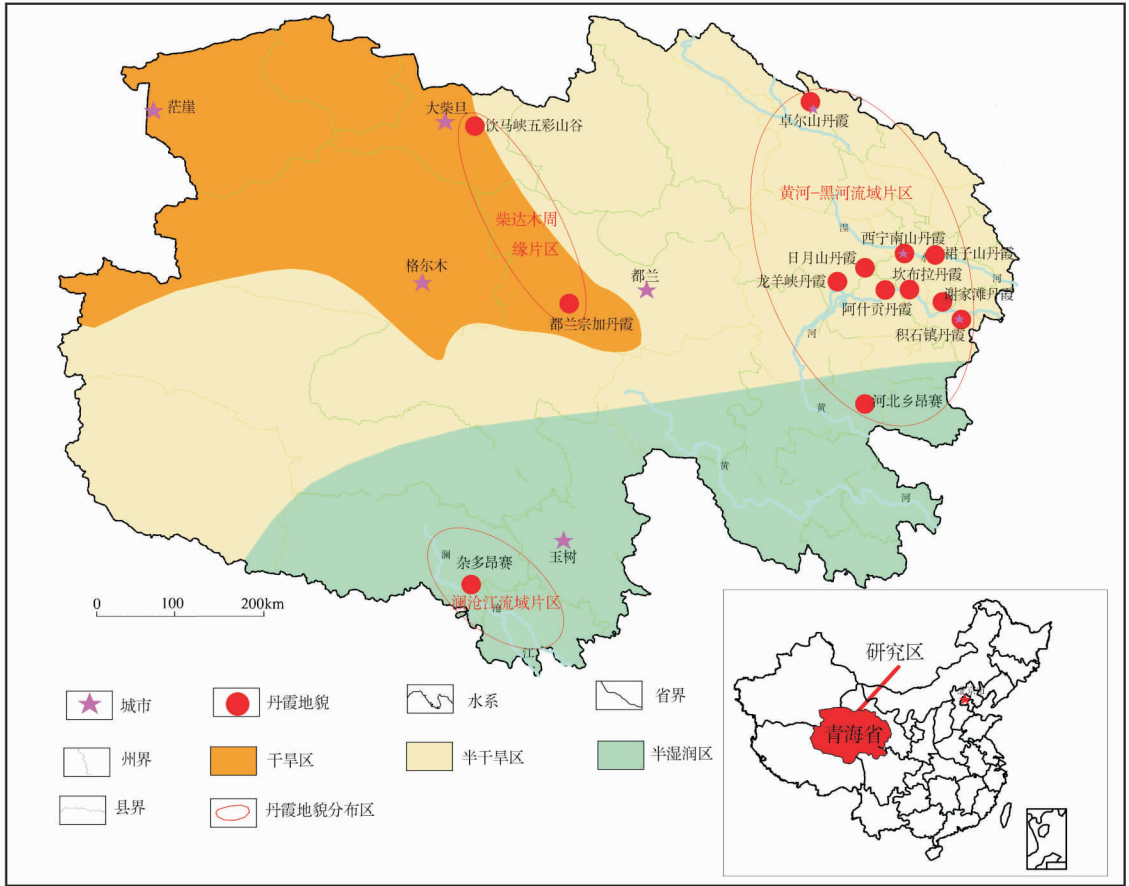 茫崖
大柴旦
饮马峡五彩山谷
卓尔山丹霞
柴达木周
缘片区
黄河-黑河流域片区
湟
西宁南山丹霞
裙子山丹霞
日月山丹霞
坎布拉丹霞
河
龙羊峡丹霞
谢家滩丹霞
阿什贡丹霞
积石镇丹霞
格尔木
都兰
都兰宗加丹霞
河
黄
河北乡昂赛
黄
河
澜
杂多昂赛
玉树
澜沧江流域片区
沧
江
0 100 200km
城市
丹霞地貌
水系
省界
州界
干旱区
半干旱区
半湿润区
县界
丹霞地貌分布区
研究区
青海省